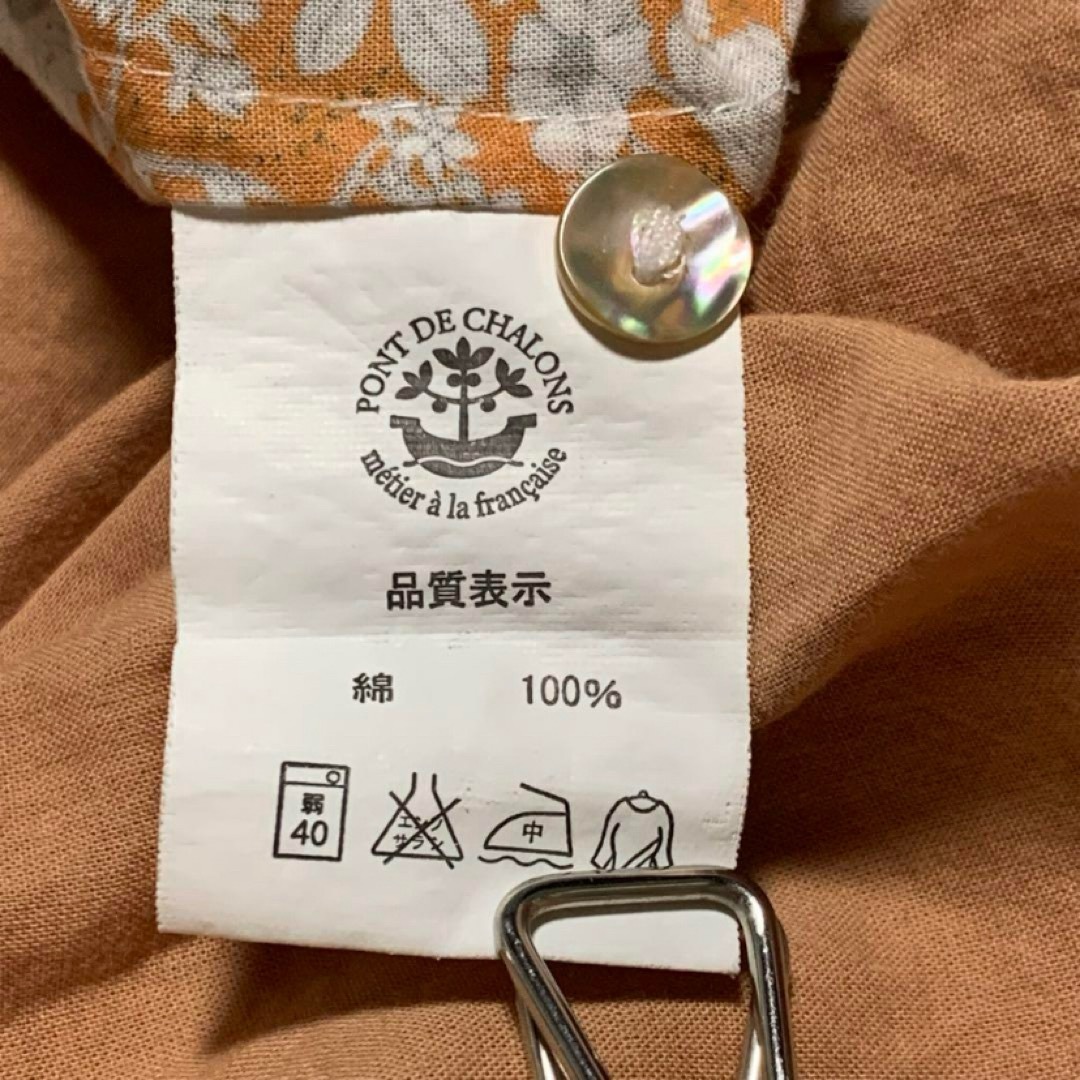 PONT DE CHALONS
métier à la française
品質表示
綿 100%
弱 中
40
エンソ
サラシ